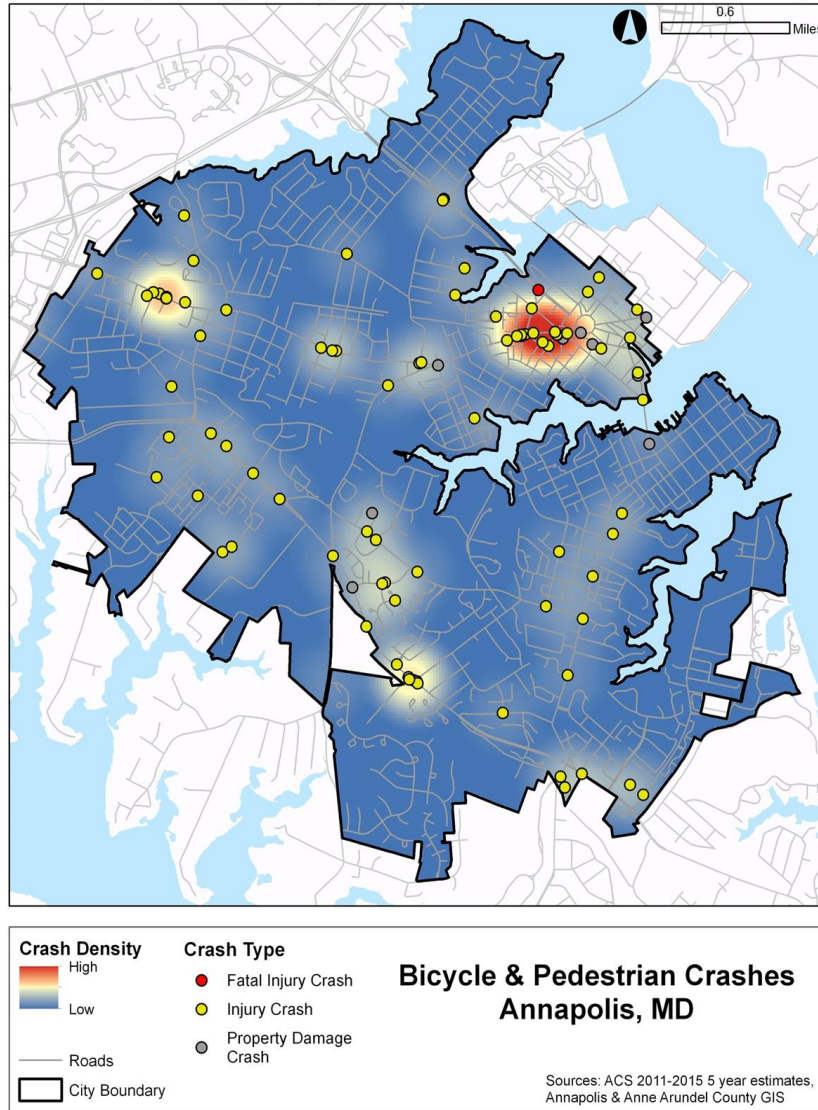 0.6
Miles
Crash Density
High
Low
Roads
City Boundary
Crash Type
Fatal Injury Crash
Injury Crash
Property Damage
Crash
Bicycle & Pedestrian Crashes
Annapolis, MD
Sources: ACS 2011-2015 5 year estimates,
Annapolis & Anne Arundel County GIS